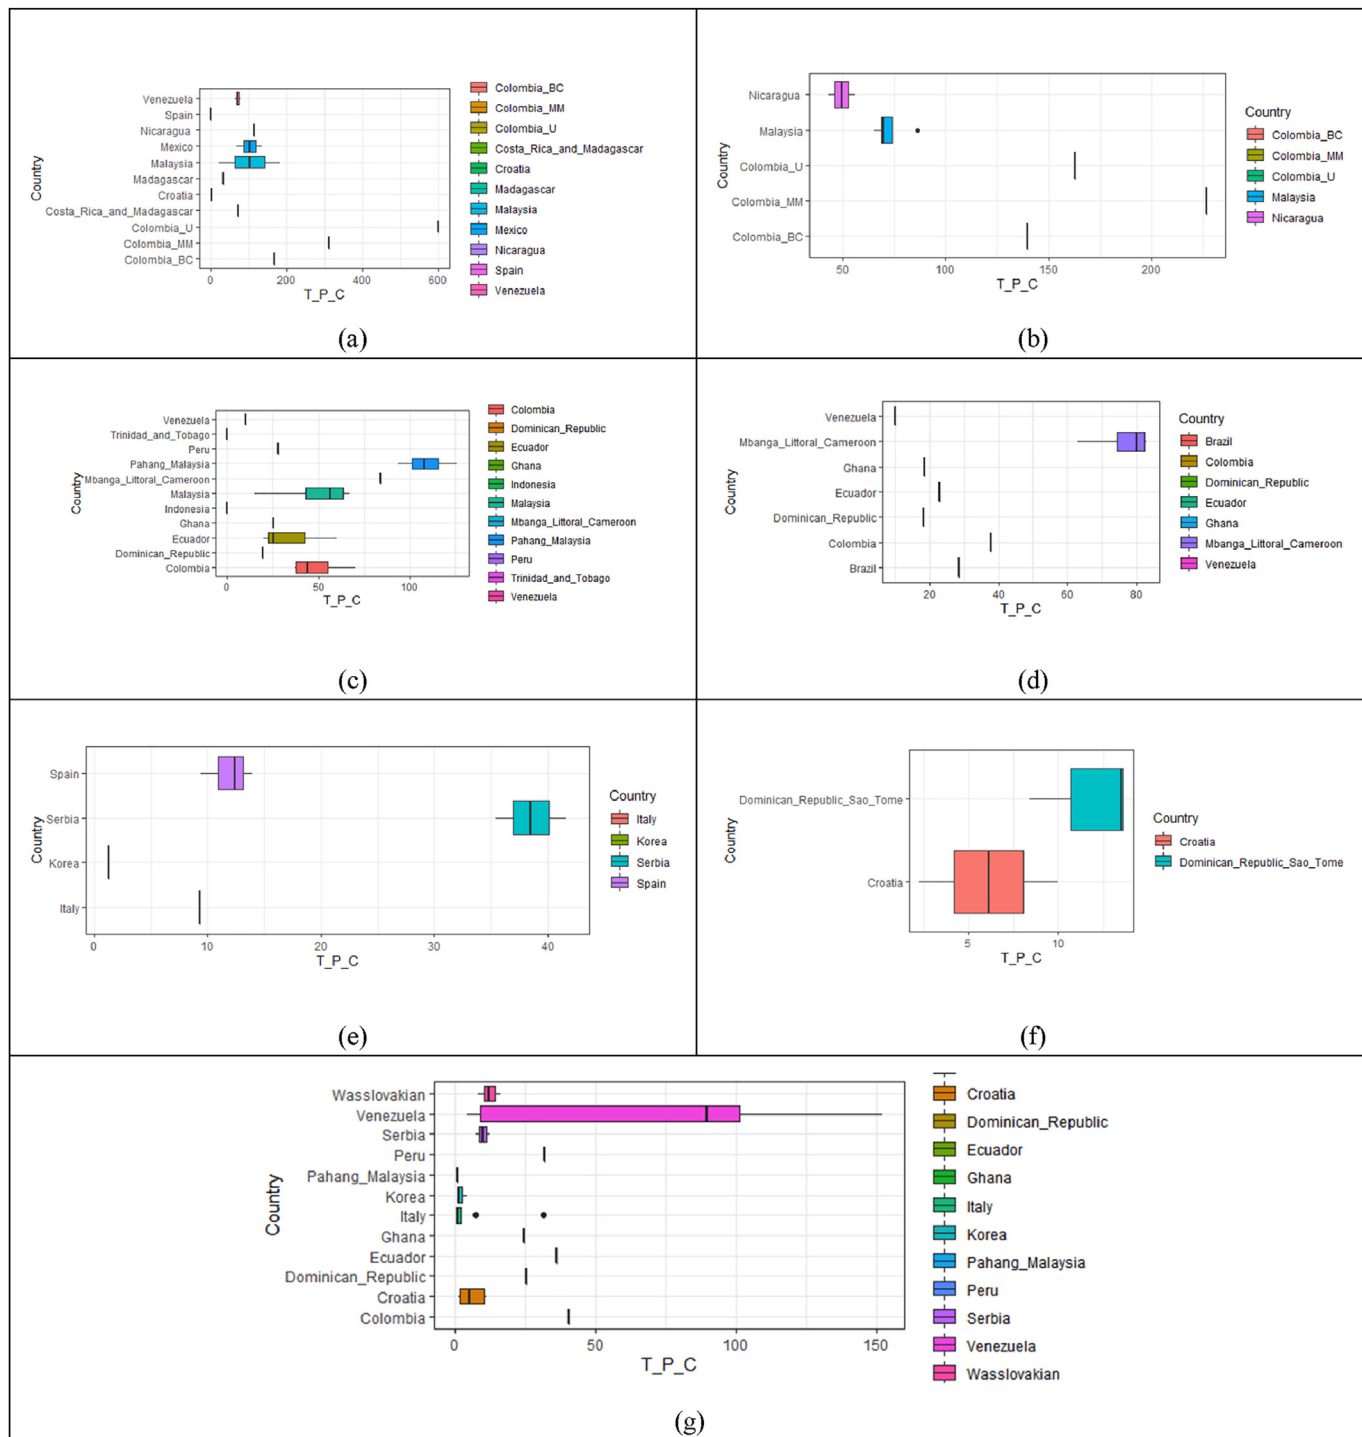 Venezuela
Spain
Nicaragua
Mexico
Malaysia
Madagascar
Croatia
Costa_Rica_and_Madagascar
Colombia_U
Colombia_MM
Colombia_BC
Country
0 200 400 600
T_P_C
Colombia_BC
Colombia_MM
Colombia_U
Costa_Rica_and_Madagascar
Croatia
Madagascar
Malaysia
Mexico
Nicaragua
Spain
Venezuela
(a)
Nicaragua
Malaysia
Colombia_U
Colombia_MM
Colombia_BC
Country
50 100 150 200
T_P_C
Country
Colombia_BC
Colombia_MM
Colombia_U
Malaysia
Nicaragua
(b)
Venezuela
Trinidad_and_Tobago
Peru
Pahang_Malaysia
Mbanga_Littoral_Cameroon
Malaysia
Indonesia
Ghana
Ecuador
Dominican_Republic
Colombia
Country
0 50 100
T_P_C
Colombia
Dominican_Republic
Ecuador
Ghana
Indonesia
Malaysia
Mbanga_Littoral_Cameroon
Pahang_Malaysia
Peru
Trinidad_and_Tobago
Venezuela
(c)
Venezuela
Mbanga_Littoral_Cameroon
Ghana
Ecuador
Dominican_Republic
Colombia
Brazil
Country
20 40 60 80
T_P_C
Country
Brazil
Colombia
Dominican_Republic
Ecuador
Ghana
Mbanga_Littoral_Cameroon
Venezuela
(d)
Spain
Serbia
Korea
Italy
Country
0 10 20 30 40
T_P_C
Country
Italy
Korea
Serbia
Spain
(e)
Dominican_Republic_Sao_Tome
Croatia
Country
5 10
T_P_C
Country
Croatia
Dominican_Republic_Sao_Tome
(f)
Wasslovakian
Venezuela
Serbia
Peru
Pahang_Malaysia
Korea
Italy
Ghana
Ecuador
Dominican_Republic
Croatia
Colombia
Country
0 50 100 150
T_P_C
Croatia
Dominican_Republic
Ecuador
Ghana
Italy
Korea
Pahang_Malaysia
Peru
Serbia
Venezuela
Wasslovakian
(g)